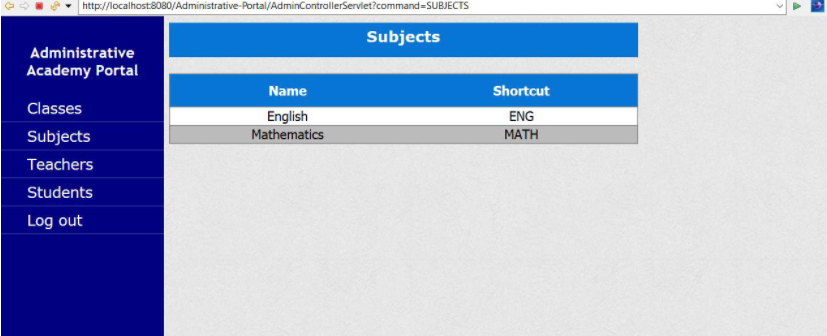 http://localhost:8080/Administrative-Portal/AdminControllerServlet?command=SUBJECTS
Administrative
Academy Portal
Classes
Subjects
Teachers
Students
Log out
Subjects
Name Shortcut
English ENG
Mathematics MATH